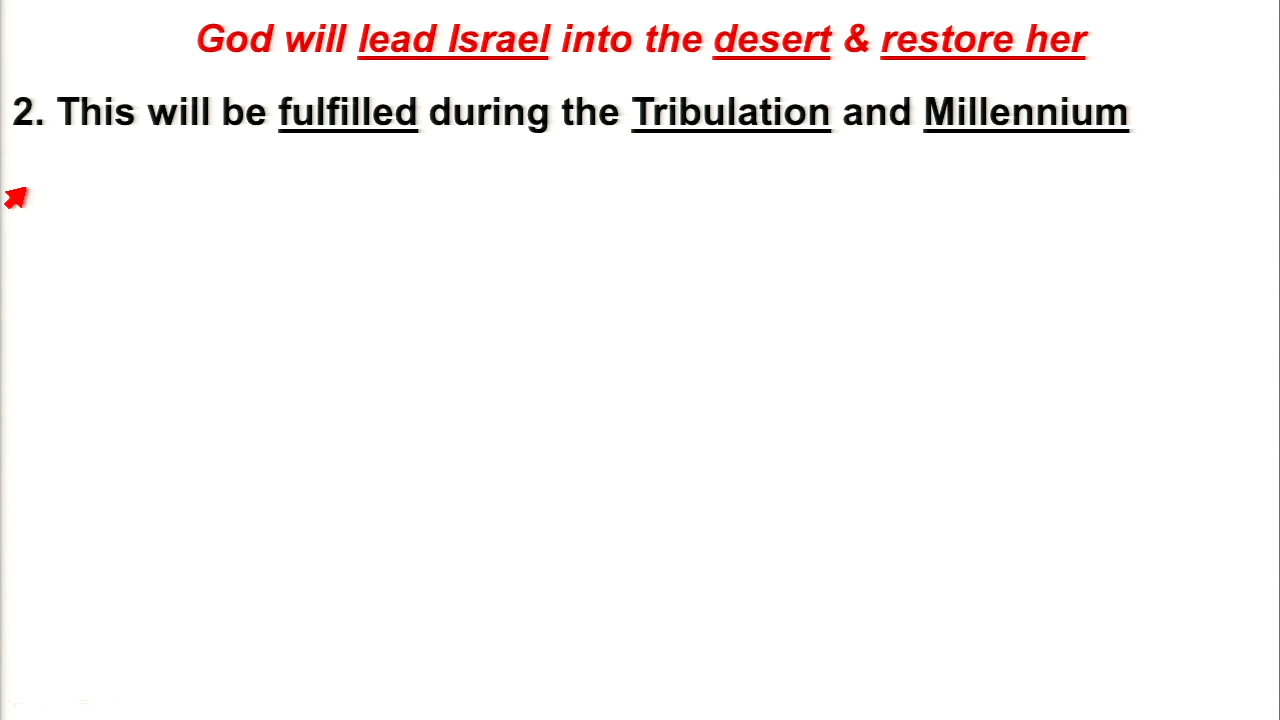 God will lead Israel into the desert & restore her
2. This will be fulfilled during the Tribulation and Millennium